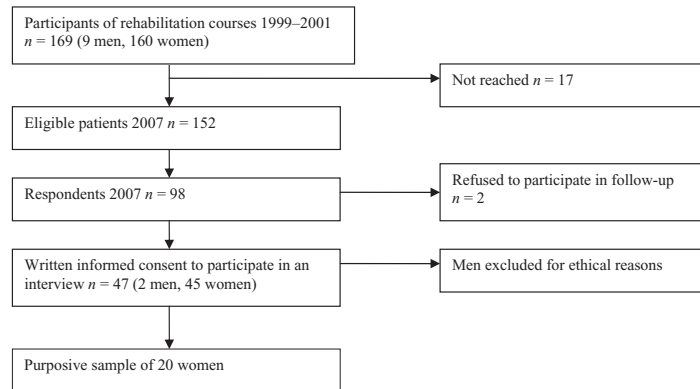 Participants of rehabilitation courses 1999–2001
n = 169 (9 men, 160 women)
Not reached n = 17
Eligible patients 2007 n = 152
Respondents 2007 n = 98
Refused to participate in follow-up
n = 2
Written informed consent to participate in an
interview n = 47 (2 men, 45 women)
Men excluded for ethical reasons
Purposive sample of 20 women